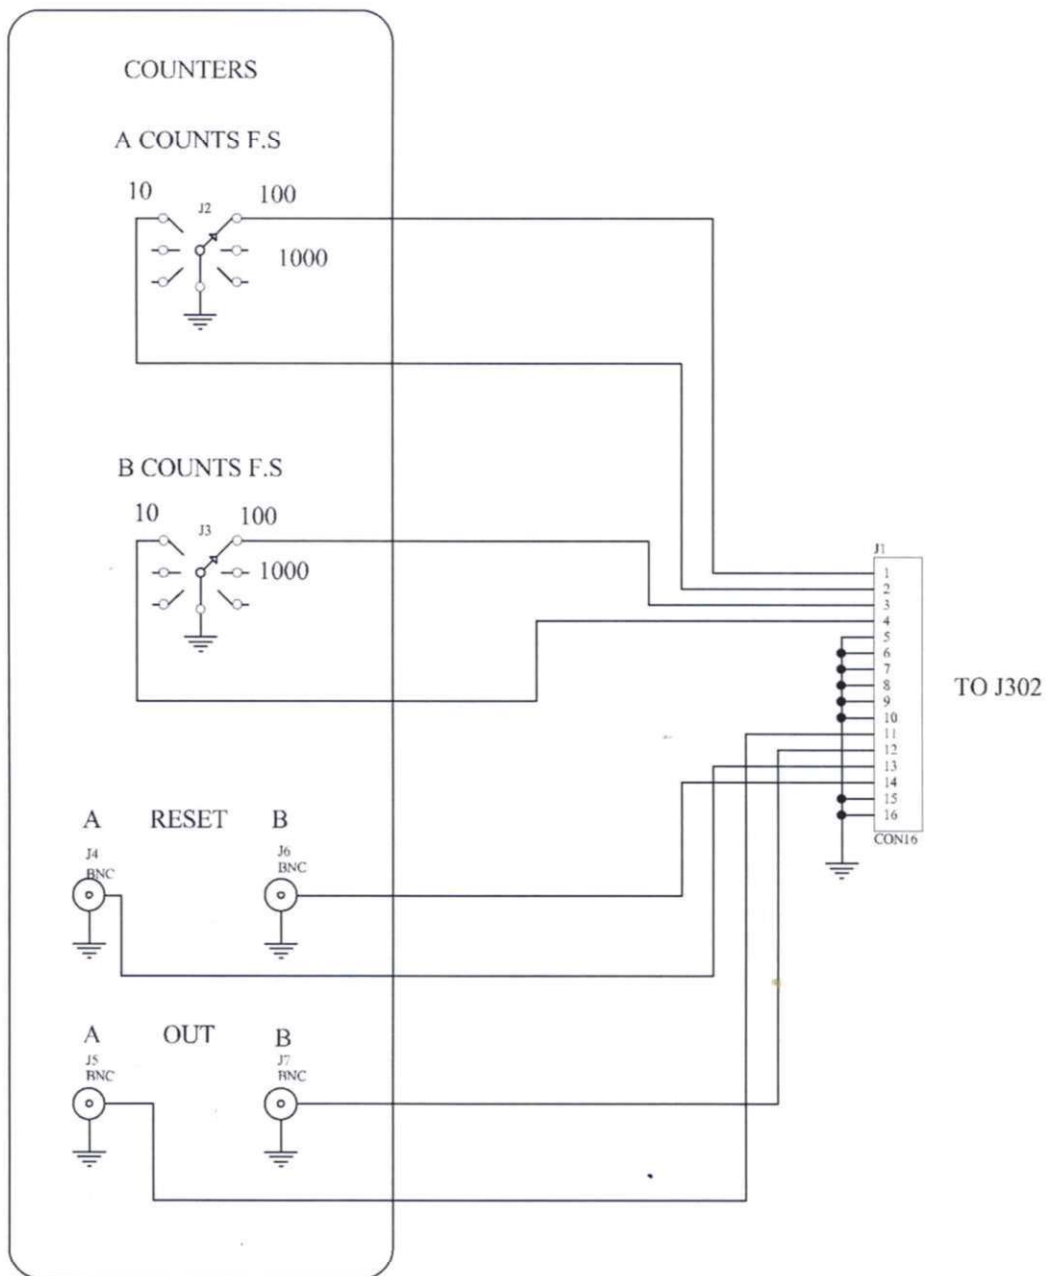 COUNTERS
A COUNTS F.S
10
J2
100
1000
B COUNTS F.S
10
J3
100
1000
J1
1
2
3
4
5
6
7
8
9
10
11
12
13
14
15
16
CON16
TO J302
A RESET B
J4
BNC
J6
BNC
A OUT B
J5
BNC
J7
BNC